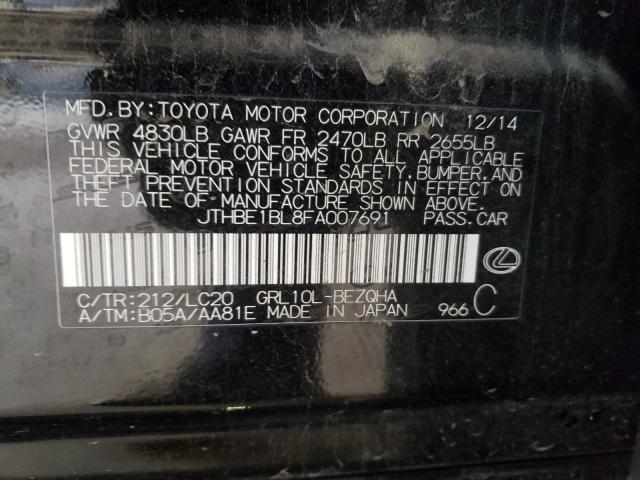 MFD.BY:TOYOTA MOTOR CORPORATION 12/14
GVWR 4830LB GAWR FR 2470LB RR 2655LB
THIS VEHICLE CONFORMS TO ALL APPLICABLE
FEDERAL MOTOR VEHICLE SAFETY,BUMPER,AND
THEFT PREVENTION STANDARDS IN EFFECT ON
THE DATE OF MANUFACTURE SHOWN ABOVE.
JTHBE1BL8FA007691 PASS.CAR
C/TR:212/LC20 GRL10L-BEZQHA
A/TM:B05A/AA81E MADE IN JAPAN 966 C